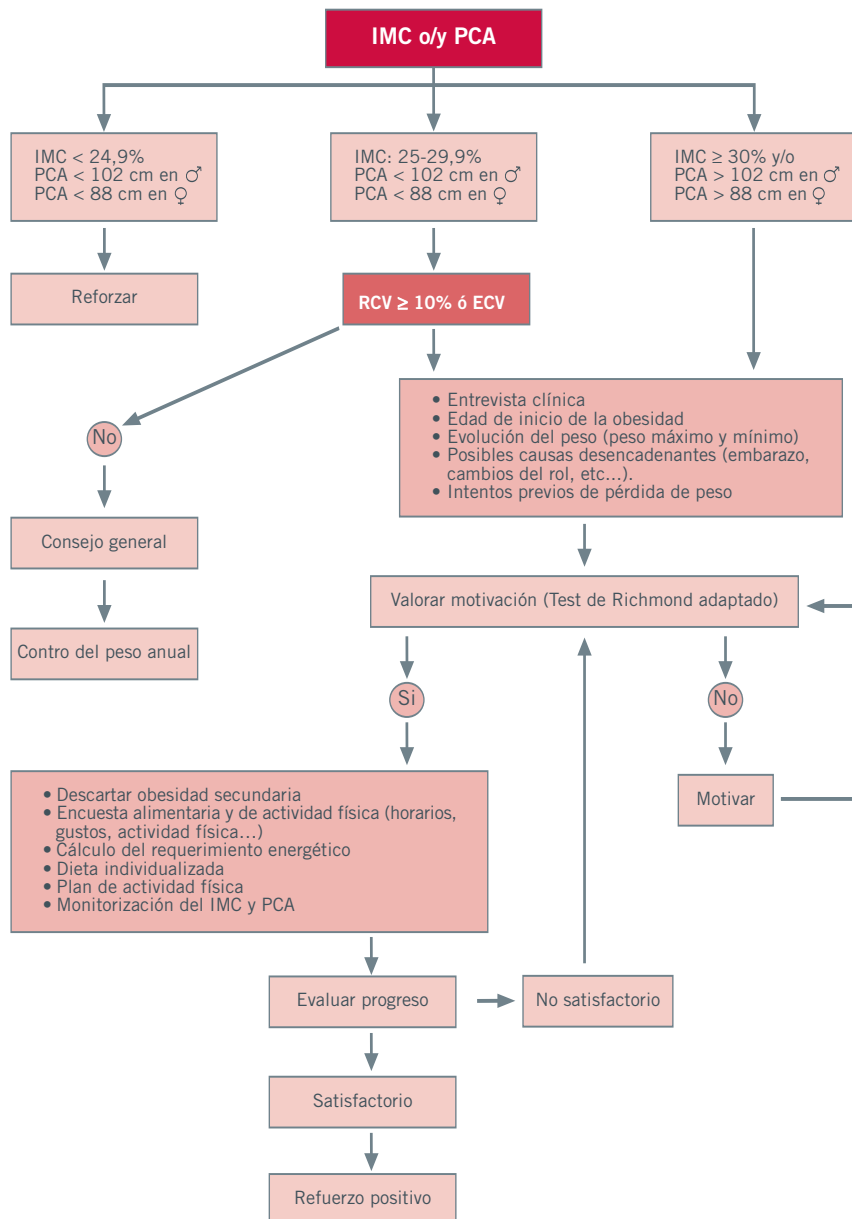 IMC o/y PCA
IMC < 24,9%
PCA < 102 cm en ♂
PCA < 88 cm en ♀
IMC: 25-29,9%
PCA < 102 cm en ♂
PCA < 88 cm en ♀
IMC ≥ 30% y/o
PCA > 102 cm en ♂
PCA > 88 cm en ♀
Reforzar
RCV ≥ 10% ó ECV
No
• Entrevista clínica
• Edad de inicio de la obesidad
• Evolución del peso (peso máximo y mínimo)
• Posibles causas desencadenantes (embarazo,
cambios del rol, etc...).
• Intentos previos de pérdida de peso
Consejo general
Contro del peso anual
Valorar motivación (Test de Richmond adaptado)
Si
No
Motivar
• Descartar obesidad secundaria
• Encuesta alimentaria y de actividad física (horarios,
gustos, actividad física...)
• Cálculo del requerimiento energético
• Dieta individualizada
• Plan de actividad física
• Monitorización del IMC y PCA
Evaluar progreso
No satisfactorio
Satisfactorio
Refuerzo positivo